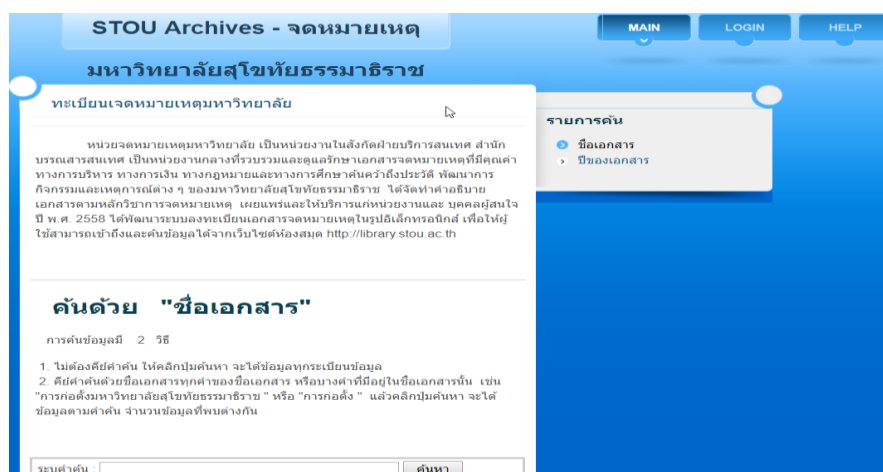 STOU Archives - จดหมายเหตุ
มหาวิทยาลัยสุโขทัยธรรมาธิราช
MAIN
LOGIN
HELP
ทะเบียนเจดหมายเหตุมหาวิทยาลัย
หน่วยจดหมายเหตุมหาวิทยาลัย เป็นหน่วยงานในสังกัดฝ่ายบริการสนเทศ สำนัก
บรรณสารสนเทศ เป็นหน่วยงานกลางที่รวบรวมและดูแลรักษาเอกสารจดหมายเหตุที่มีคุณค่า
ทางการบริหาร ทางการเงิน ทางกฎหมายและทางการศึกษาค้นคว้าถึงประวัติ พัฒนาการ
กิจกรรมและเหตุการณ์ต่าง ๆ ของมหาวิทยาลัยสุโขทัยธรรมาธิราช ได้จัดทำคำอธิบาย
เอกสารตามหลักวิชาการจดหมายเหตุ เผยแพร่และให้บริการแก่หน่วยงานและ บุคคลผู้สนใจ
ปี พ.ศ. 2558 ได้พัฒนาระบบลงทะเบียนเอกสารจดหมายเหตุในรูปอิเล็กทรอนิกส์ เพื่อให้ผู้
ใช้สามารถเข้าถึงและค้นข้อมูลได้จากเว็บไซต์ห้องสมุด http://library.stou.ac.th
ค้นด้วย "ชื่อเอกสาร"
การค้นข้อมูลมี 2 วิธี
1. ไม่ต้องคีย์คำค้น ให้คลิกปุ่มค้นหา จะได้ข้อมูลทุกระเบียนข้อมูล
2. คีย์คำค้นด้วยชื่อเอกสารทุกคำของชื่อเอกสาร หรือบางคำที่มีอยู่ในชื่อเอกสารนั้น เช่น
"การก่อตั้งมหาวิทยาลัยสุโขทัยธรรมาธิราช " หรือ "การก่อตั้ง " แล้วคลิกปุ่มค้นหา จะได้
ข้อมูลตามคำค้น จำนวนข้อมูลที่พบต่างกัน
ระบุคำค้น :
ค้นหา
รายการค้น
ชื่อเอกสาร
ปีของเอกสาร